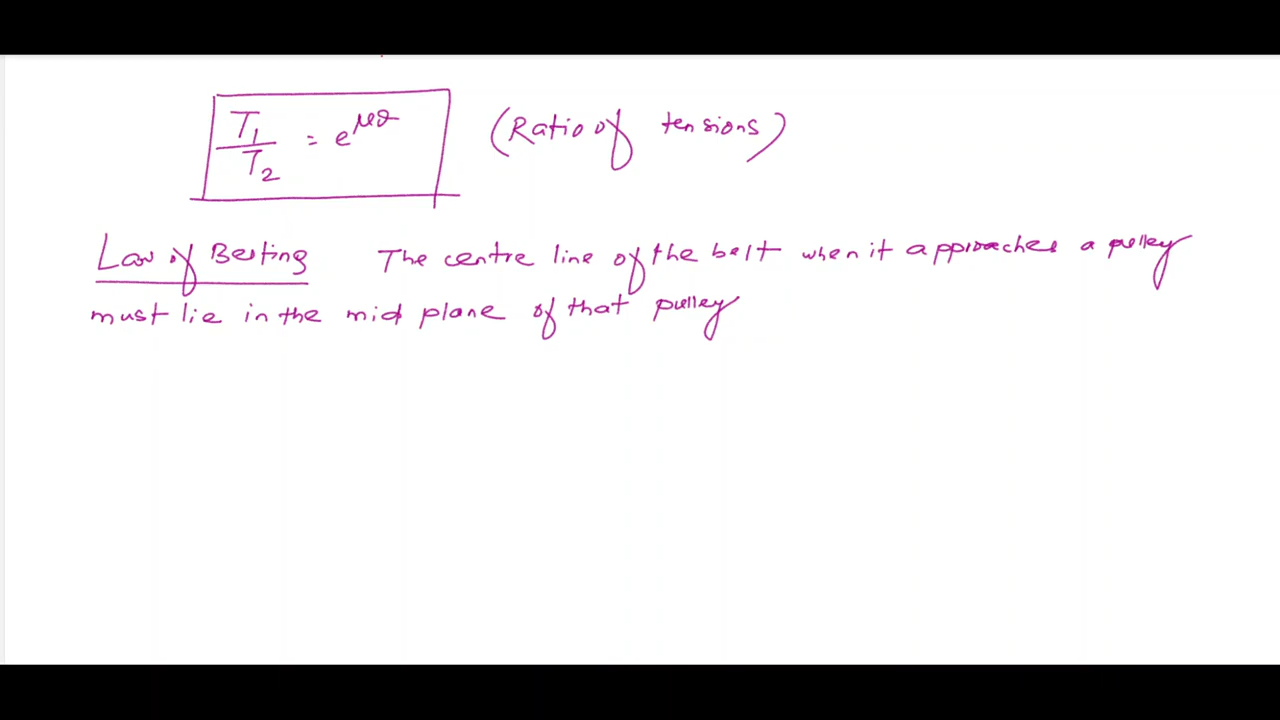 T₁/T₂ = e^μθ (Ratio of tensions)
Law of Belting The centre line of the belt when it approaches a pulley
must lie in the mid plane of that pulley